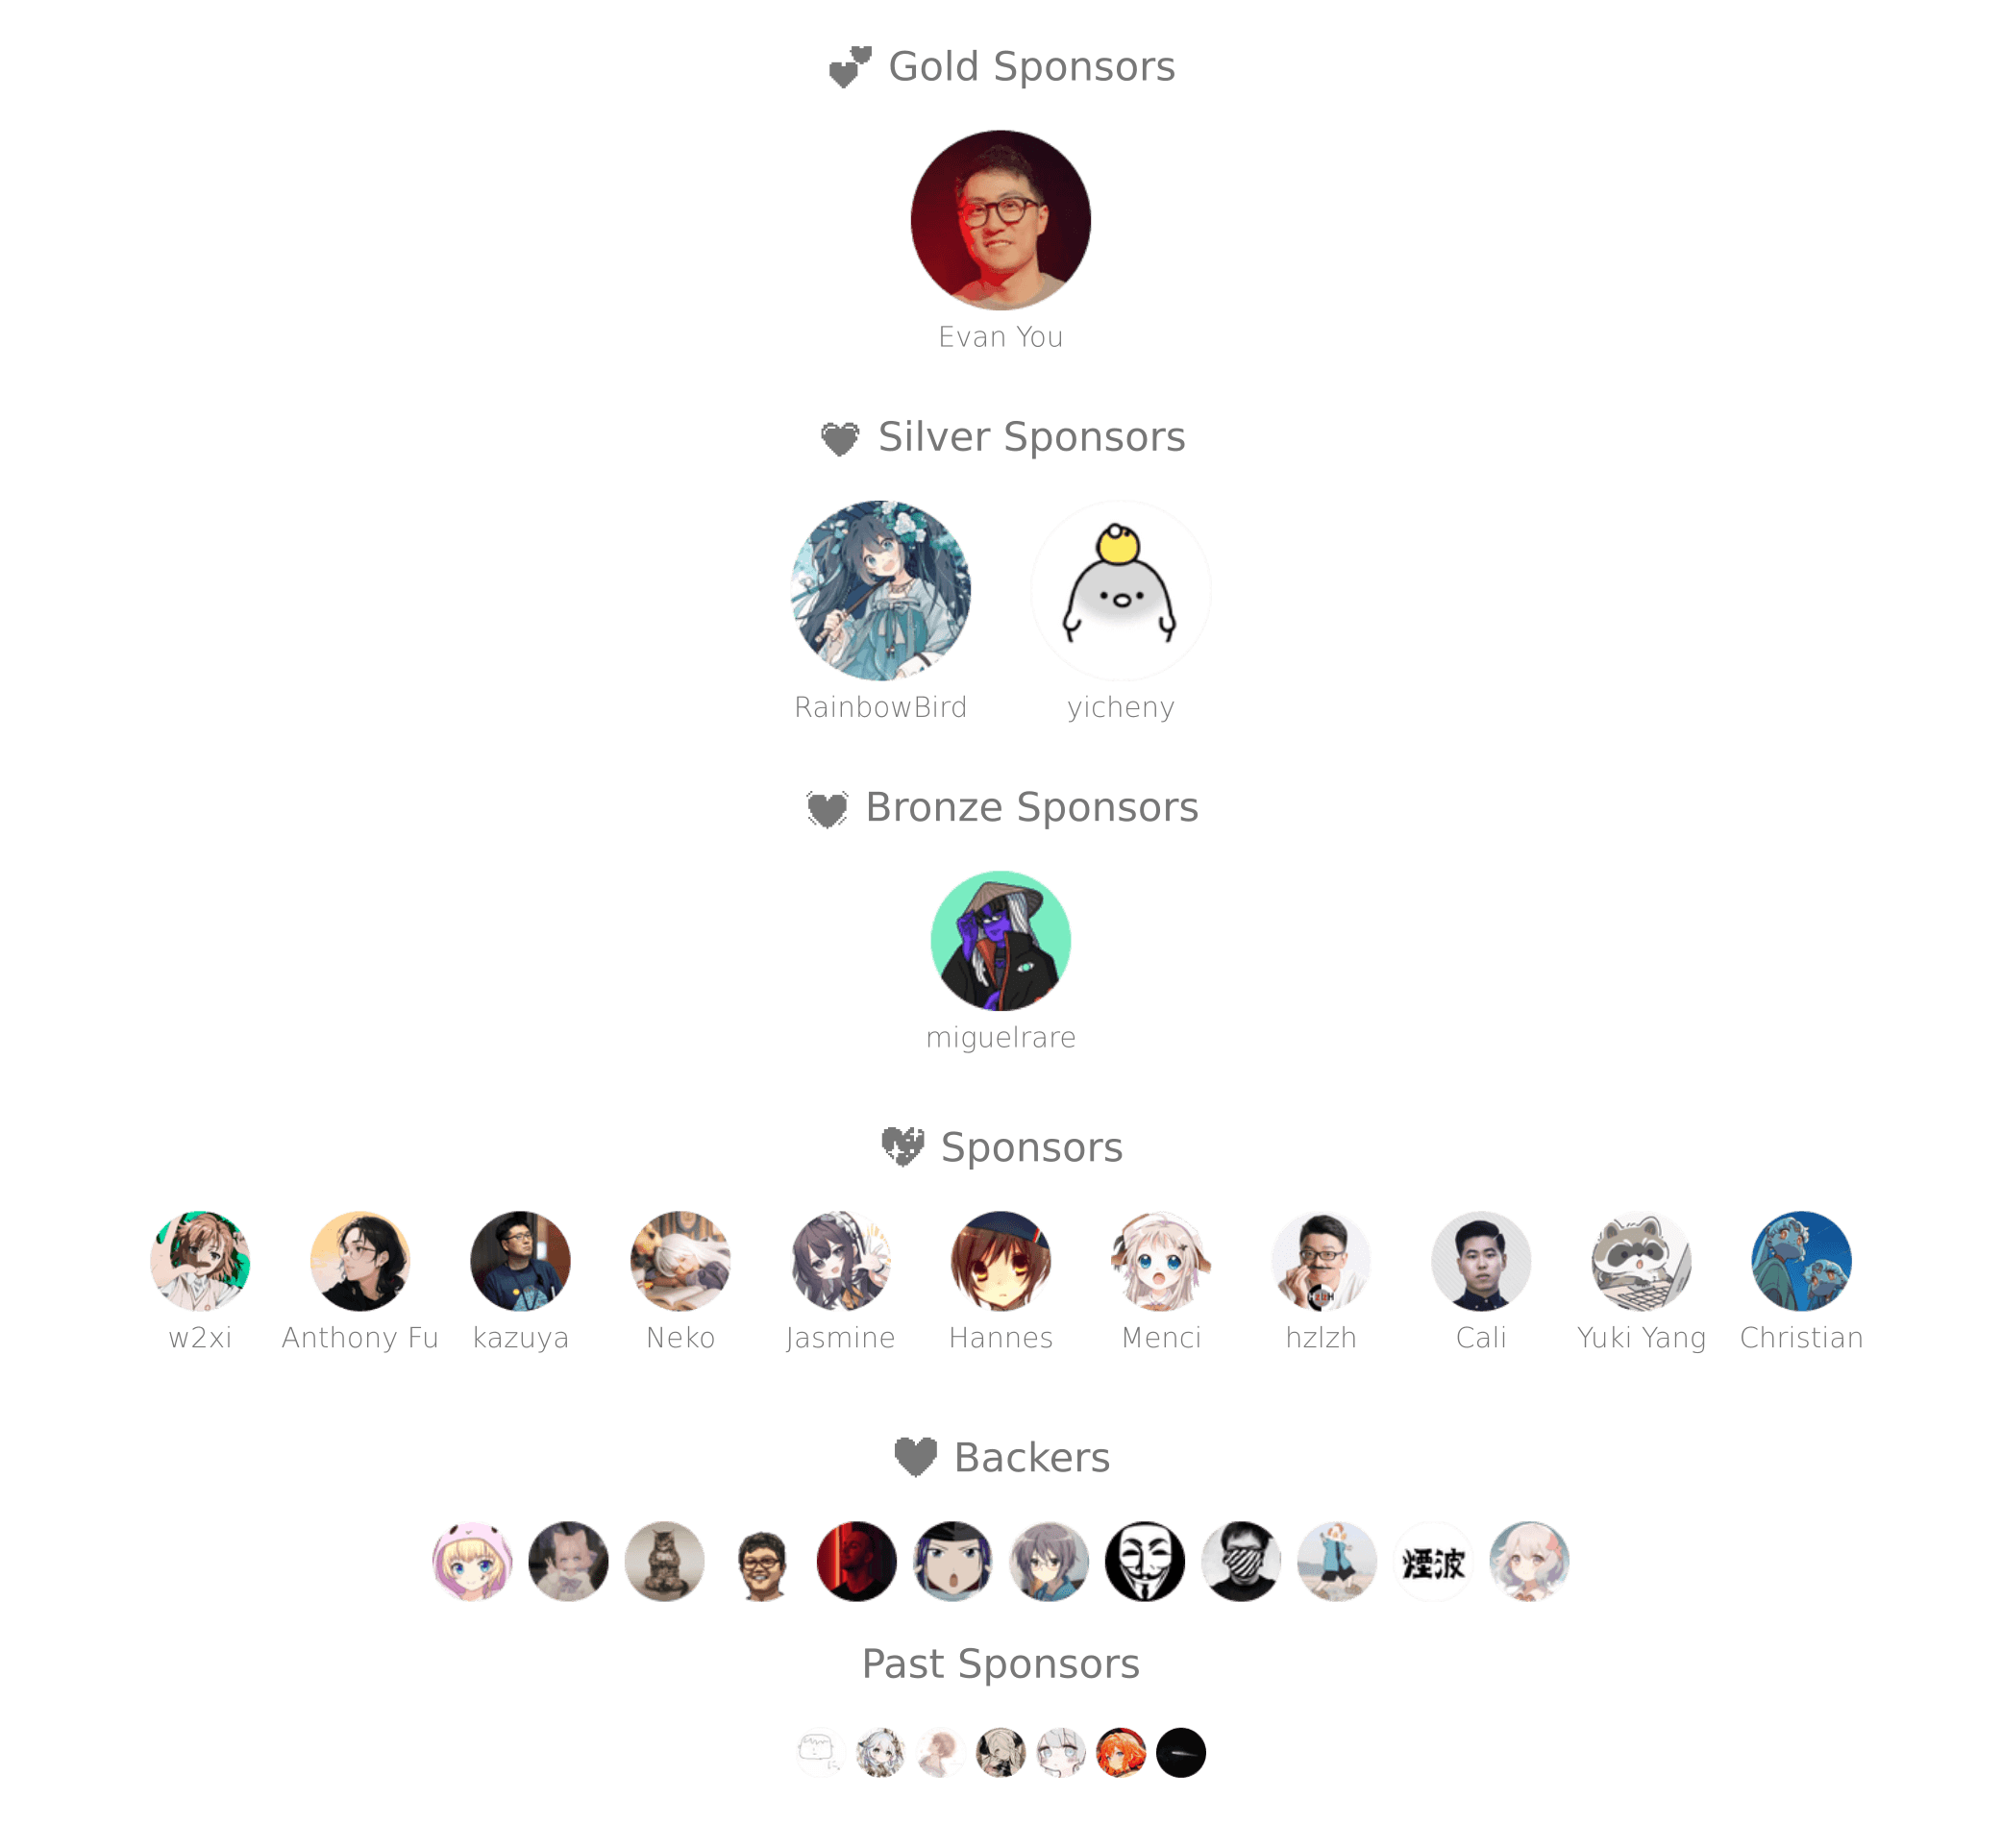 Gold Sponsors
Evan You
Silver Sponsors
RainbowBird yicheny
Bronze Sponsors
miguelrare
Sponsors
HzlzH
w2xi Anthony Fu kazuya Neko Jasmine Hannes Menci hzlzh Cali Yuki Yang Christian
Backers
煙波
Past Sponsors